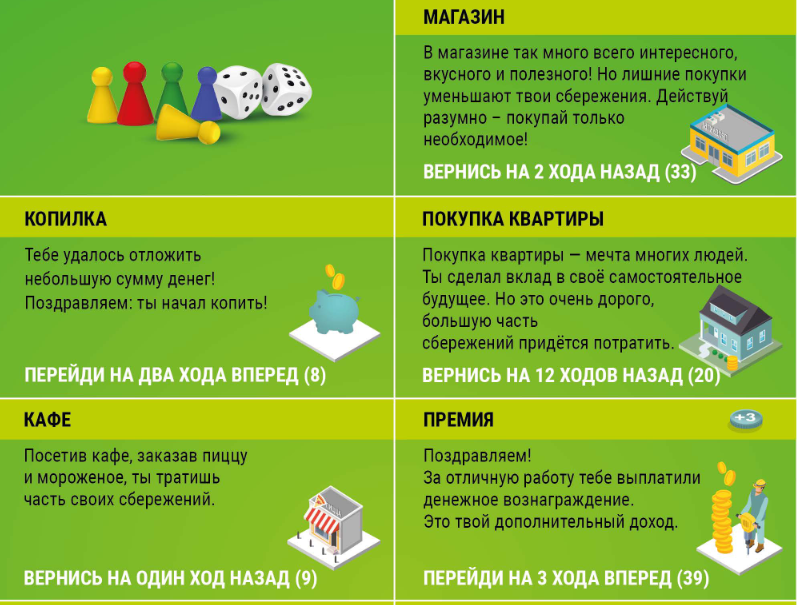 МАГАЗИН
В магазине так много всего интересного,
вкусного и полезного! Но лишние покупки
уменьшают твои сбережения. Действуй
разумно – покупай только
необходимое!
ВЕРНИСЬ НА 2 ХОДА НАЗАД (33)
КОПИЛКА
Тебе удалось отложить
небольшую сумму денег!
Поздравляем: ты начал копить!
ПЕРЕЙДИ НА ДВА ХОДА ВПЕРЕД (8)
ПОКУПКА КВАРТИРЫ
Покупка квартиры — мечта многих людей.
Ты сделал вклад в своё самостоятельное
будущее. Но это очень дорого,
большую часть
сбережений придётся потратить.
ВЕРНИСЬ НА 12 ХОДОВ НАЗАД (20)
КАФЕ
Посетив кафе, заказав пиццу
и мороженое, ты тратишь
часть своих сбережений.
ВЕРНИСЬ НА ОДИН ХОД НАЗАД (9)
ПРЕМИЯ
+3
Поздравляем!
За отличную работу тебе выплатили
денежное вознаграждение.
Это твой дополнительный доход.
ПЕРЕЙДИ НА 3 ХОДА ВПЕРЕД (39)